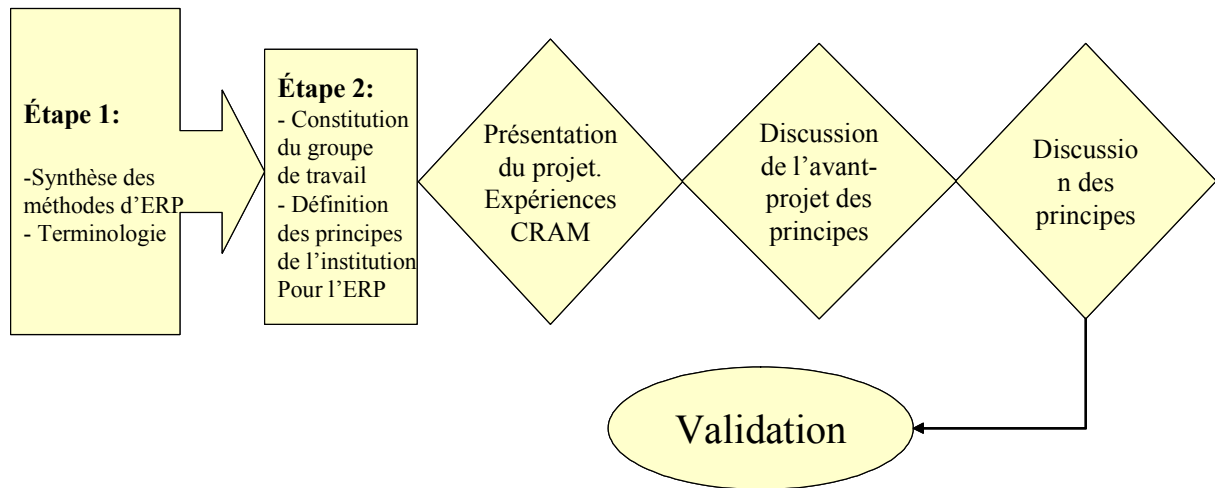 Étape 1:
-Synthèse des
méthodes d’ERP
- Terminologie
Étape 2:
- Constitution
du groupe
de travail
- Définition
des principes
de l’institution
Pour l’ERP
Présentation
du projet.
Expériences
CRAM
Discussion
de l’avant-
projet des
principes
Discussio
n des
principes
Validation